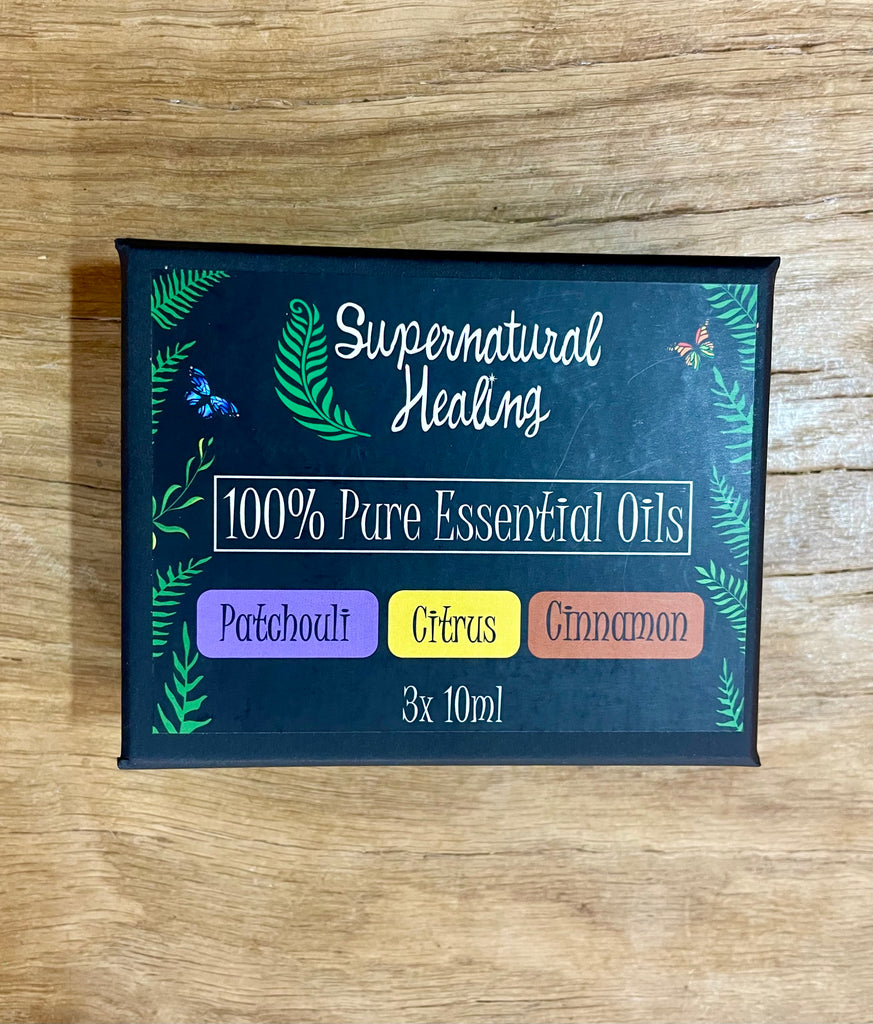 Supernatural
Healing
100% Pure Essential Oils
Patchouli Citrus Cinnamon
3x 10ml